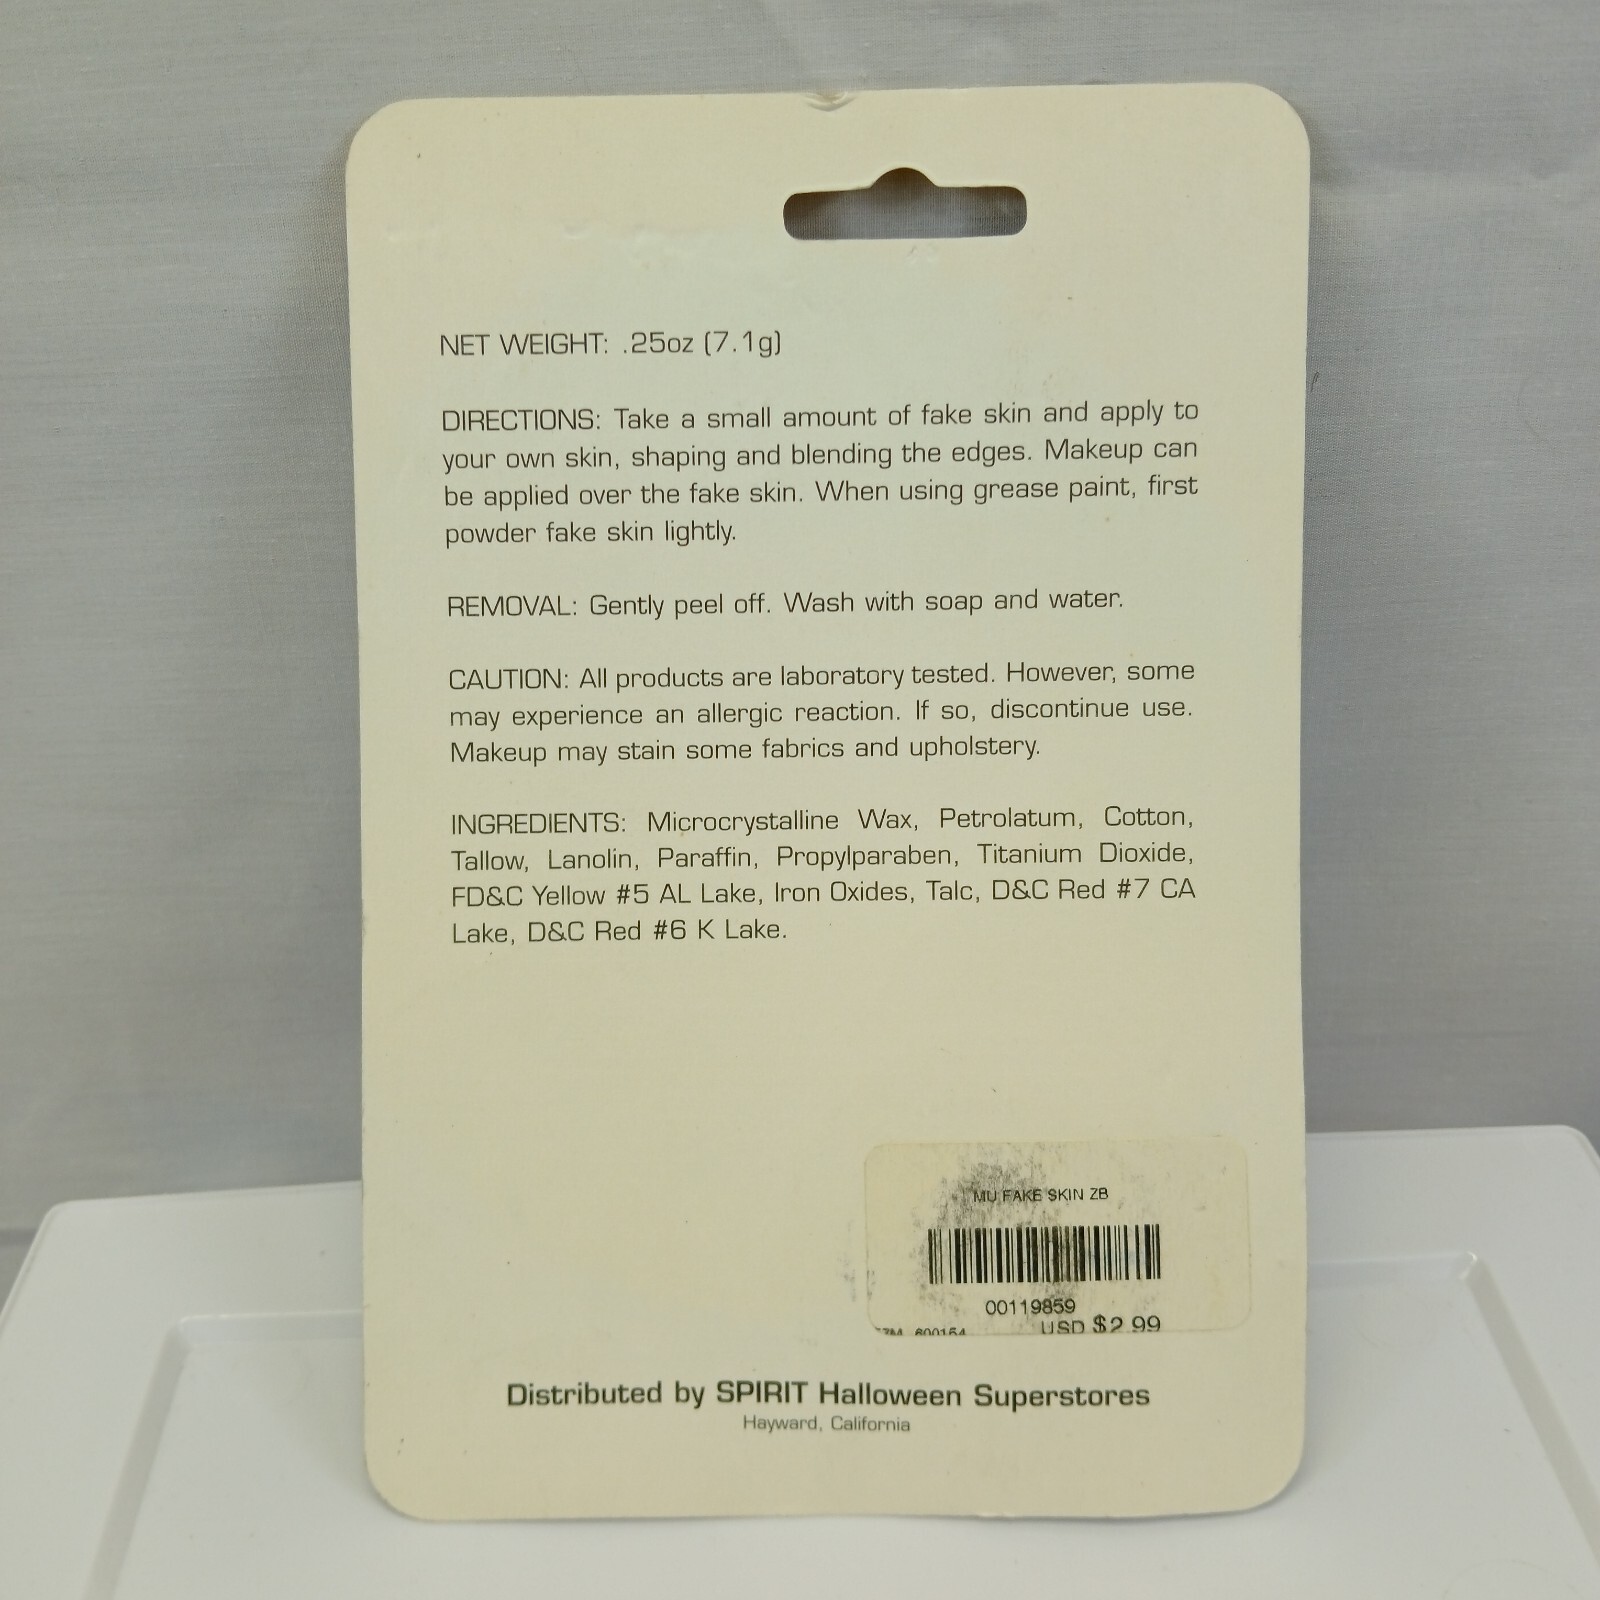 NET WEIGHT: .25oz (7.1g)
DIRECTIONS: Take a small amount of fake skin and apply to
your own skin, shaping and blending the edges. Makeup can
be applied over the fake skin. When using grease paint, first
powder fake skin lightly.
REMOVAL: Gently peel off. Wash with soap and water.
CAUTION: All products are laboratory tested. However, some
may experience an allergic reaction. If so, discontinue use.
Makeup may stain some fabrics and upholstery.
INGREDIENTS: Microcrystalline Wax, Petrolatum, Cotton,
Tallow, Lanolin, Paraffin, Propylparaben, Titanium Dioxide,
FD&C Yellow #5 AL Lake, Iron Oxides, Talc, D&C Red #7 CA
Lake, D&C Red #6 K Lake.
MU FAKE SKIN ZB
00119859
600154 USD $2.99
Distributed by SPIRIT Halloween Superstores
Hayward, California